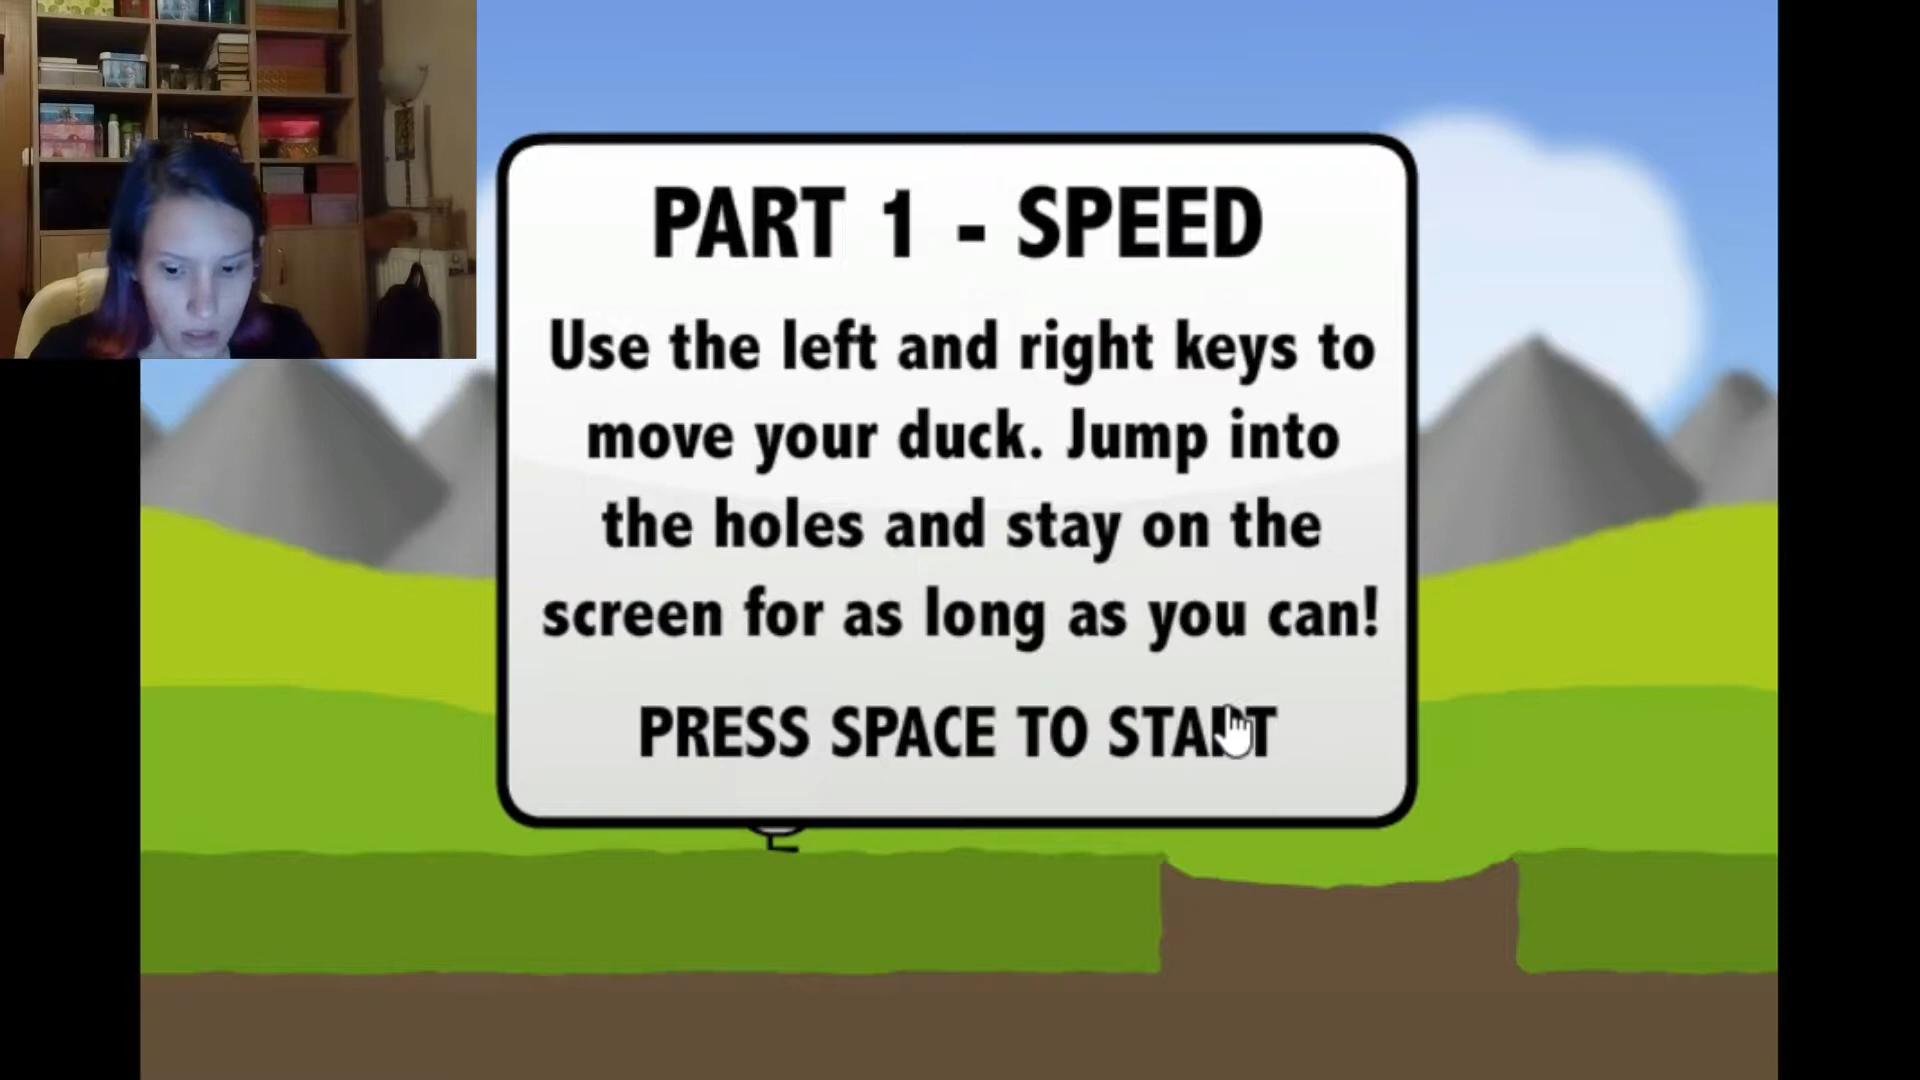 PART 1 - SPEED
Use the left and right keys to
move your duck. Jump into
the holes and stay on the
screen for as long as you can!
PRESS SPACE TO START